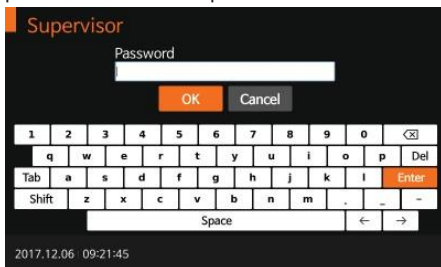 Supervisor
Password
OK Cancel
1 2 3 4 5 6 7 8 9 0
q w e r t y u i o p Del
Tab a s d f g h j k l Enter
Shift z x c v b n m . _ -
Space ← →
2017.12.06 09:21:45